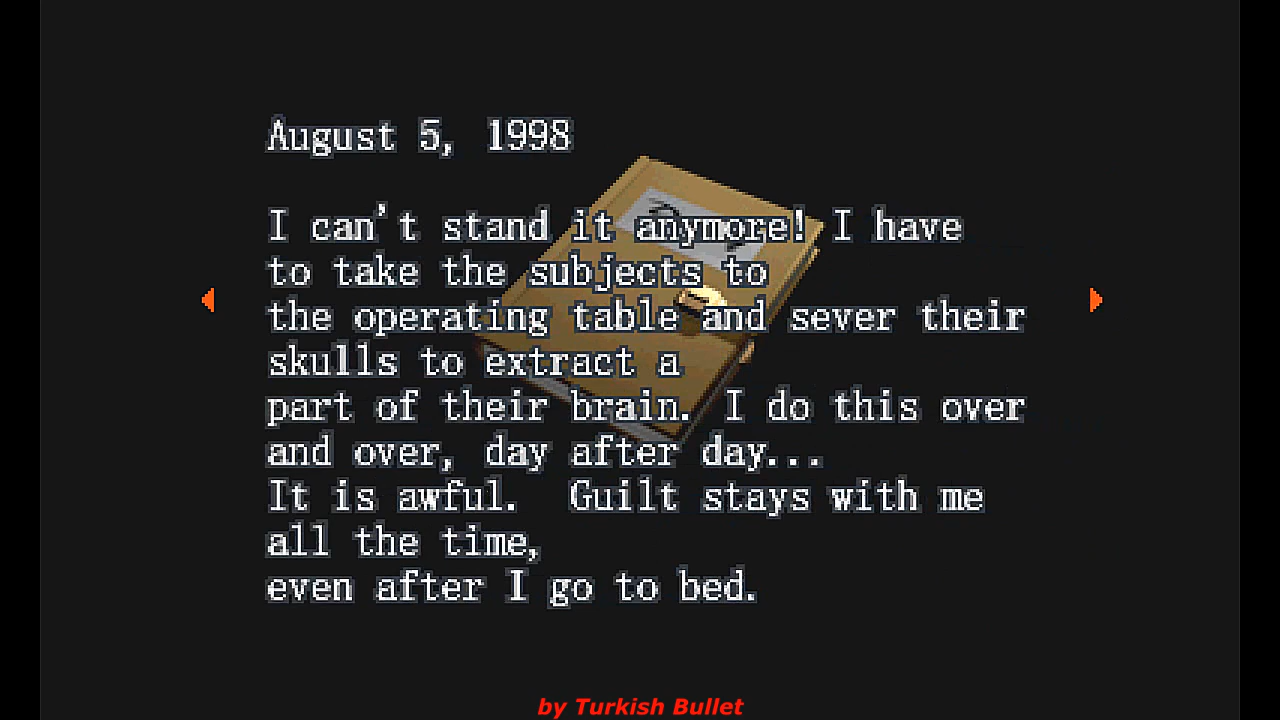 August 5, 1998
I can't stand it anymore! I have
to take the subjects to
the operating table and sever their
skulls to extract a
part of their brain.  I do this over
and over, day after day...
It is awful.  Guilt stays with me
all the time,
even after I go to bed.
by Turkish Bullet